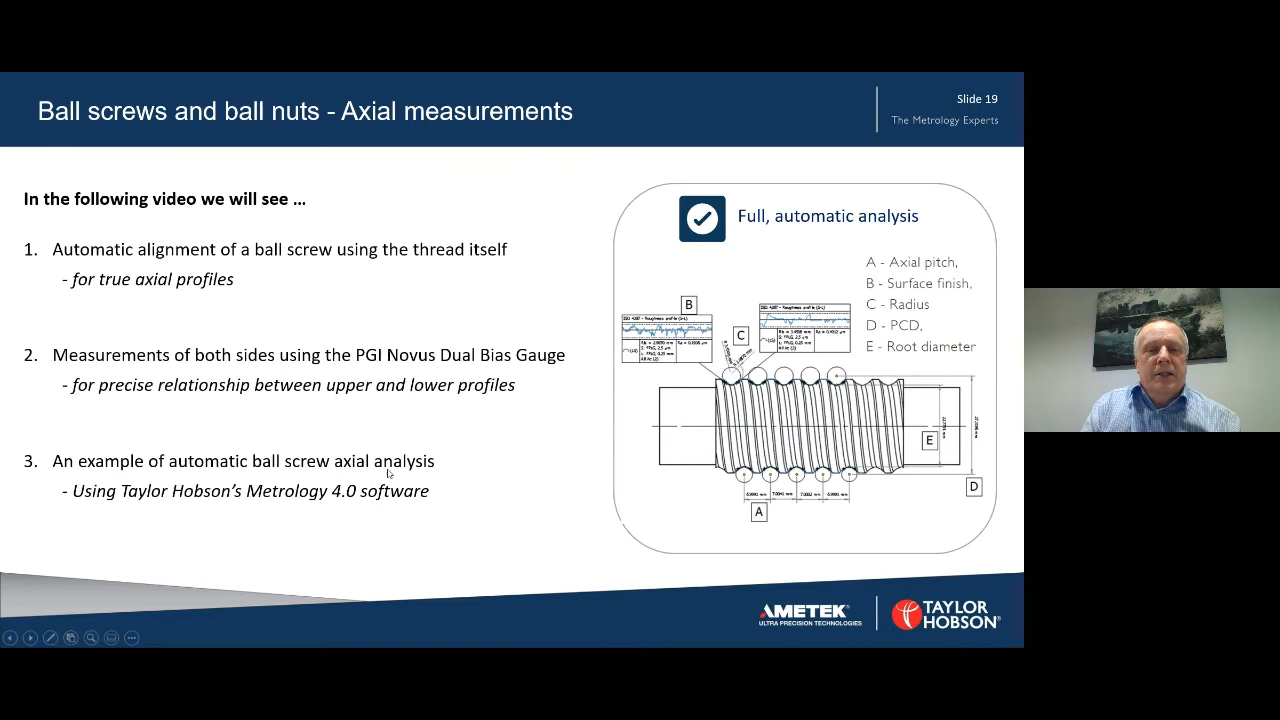 Ball screws and ball nuts - Axial measurements
Slide 19
The Metrology Experts
In the following video we will see ...
1. Automatic alignment of a ball screw using the thread itself
- for true axial profiles
2. Measurements of both sides using the PGI Novus Dual Bias Gauge
- for precise relationship between upper and lower profiles
3. An example of automatic ball screw axial analysis
- Using Taylor Hobson's Metrology 4.0 software
Full, automatic analysis
A - Axial pitch,
B - Surface finish,
C - Radius
D - PCD,
E - Root diameter
B
C
E
D
A
AMETEK®
ULTRA PRECISION TECHNOLOGIES
TAYLOR
HOBSON®